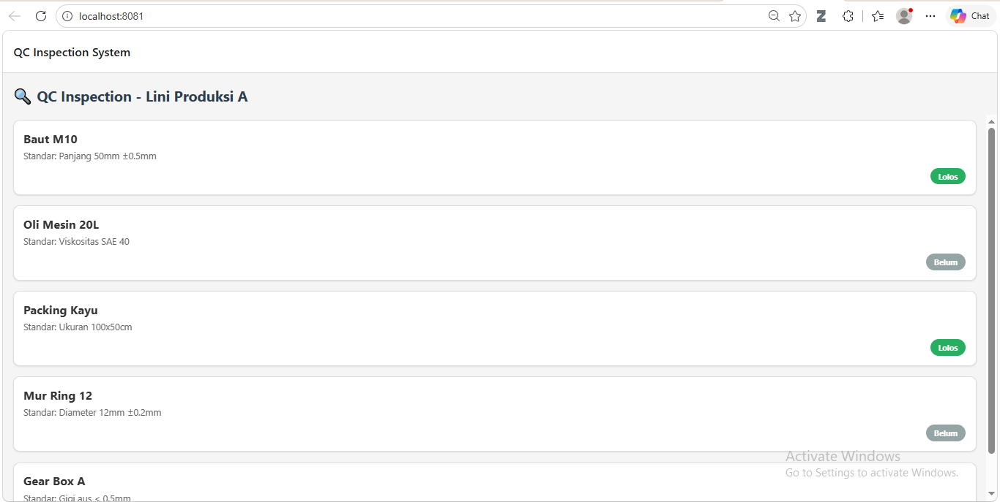 localhost:8081
Chat
QC Inspection System
QC Inspection - Lini Produksi A
Baut M10
Standar: Panjang 50mm ±0.5mm
Lolos
Oli Mesin 20L
Standar: Viskositas SAE 40
Belum
Packing Kayu
Standar: Ukuran 100x50cm
Lolos
Mur Ring 12
Standar: Diameter 12mm ±0.2mm
Belum
Activate Windows
Go to Settings to activate Windows.
Gear Box A
Standar: Gigi aus < 0.5mm